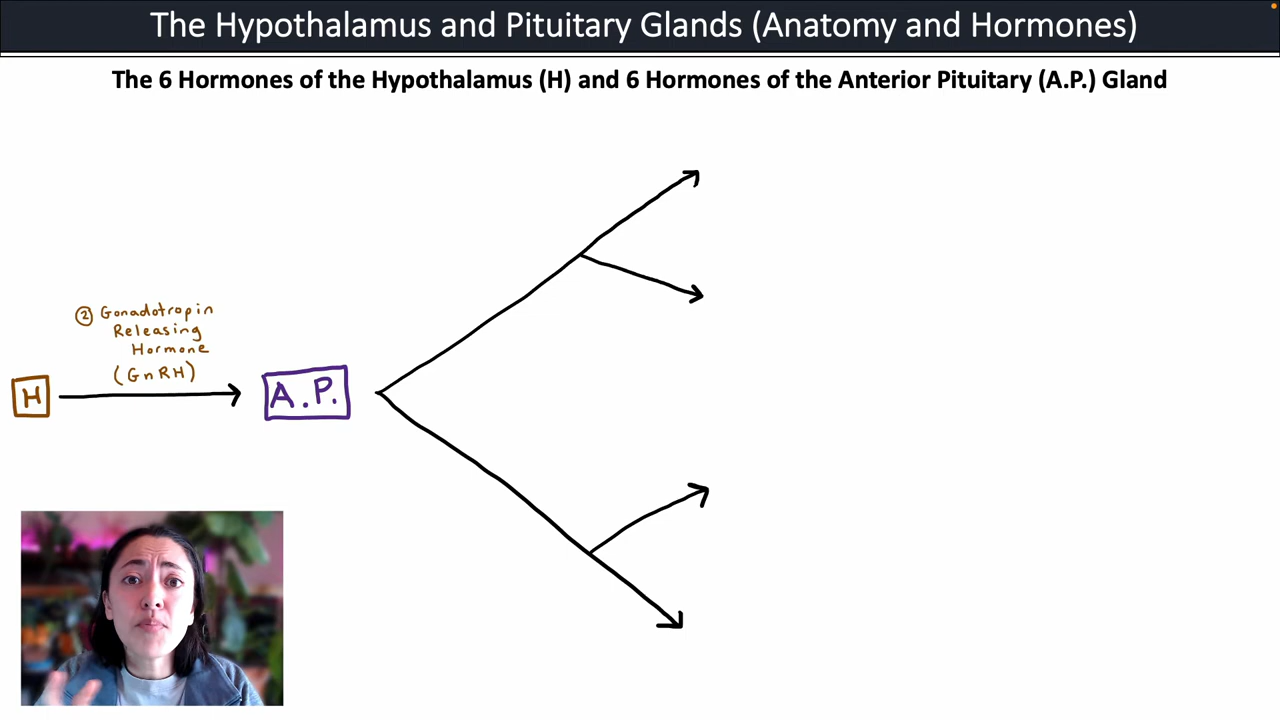 The Hypothalamus and Pituitary Glands (Anatomy and Hormones)
The 6 Hormones of the Hypothalamus (H) and 6 Hormones of the Anterior Pituitary (A.P.) Gland
② Gonadotropin
Releasing
Hormone
(GnRH)
H
A.P.